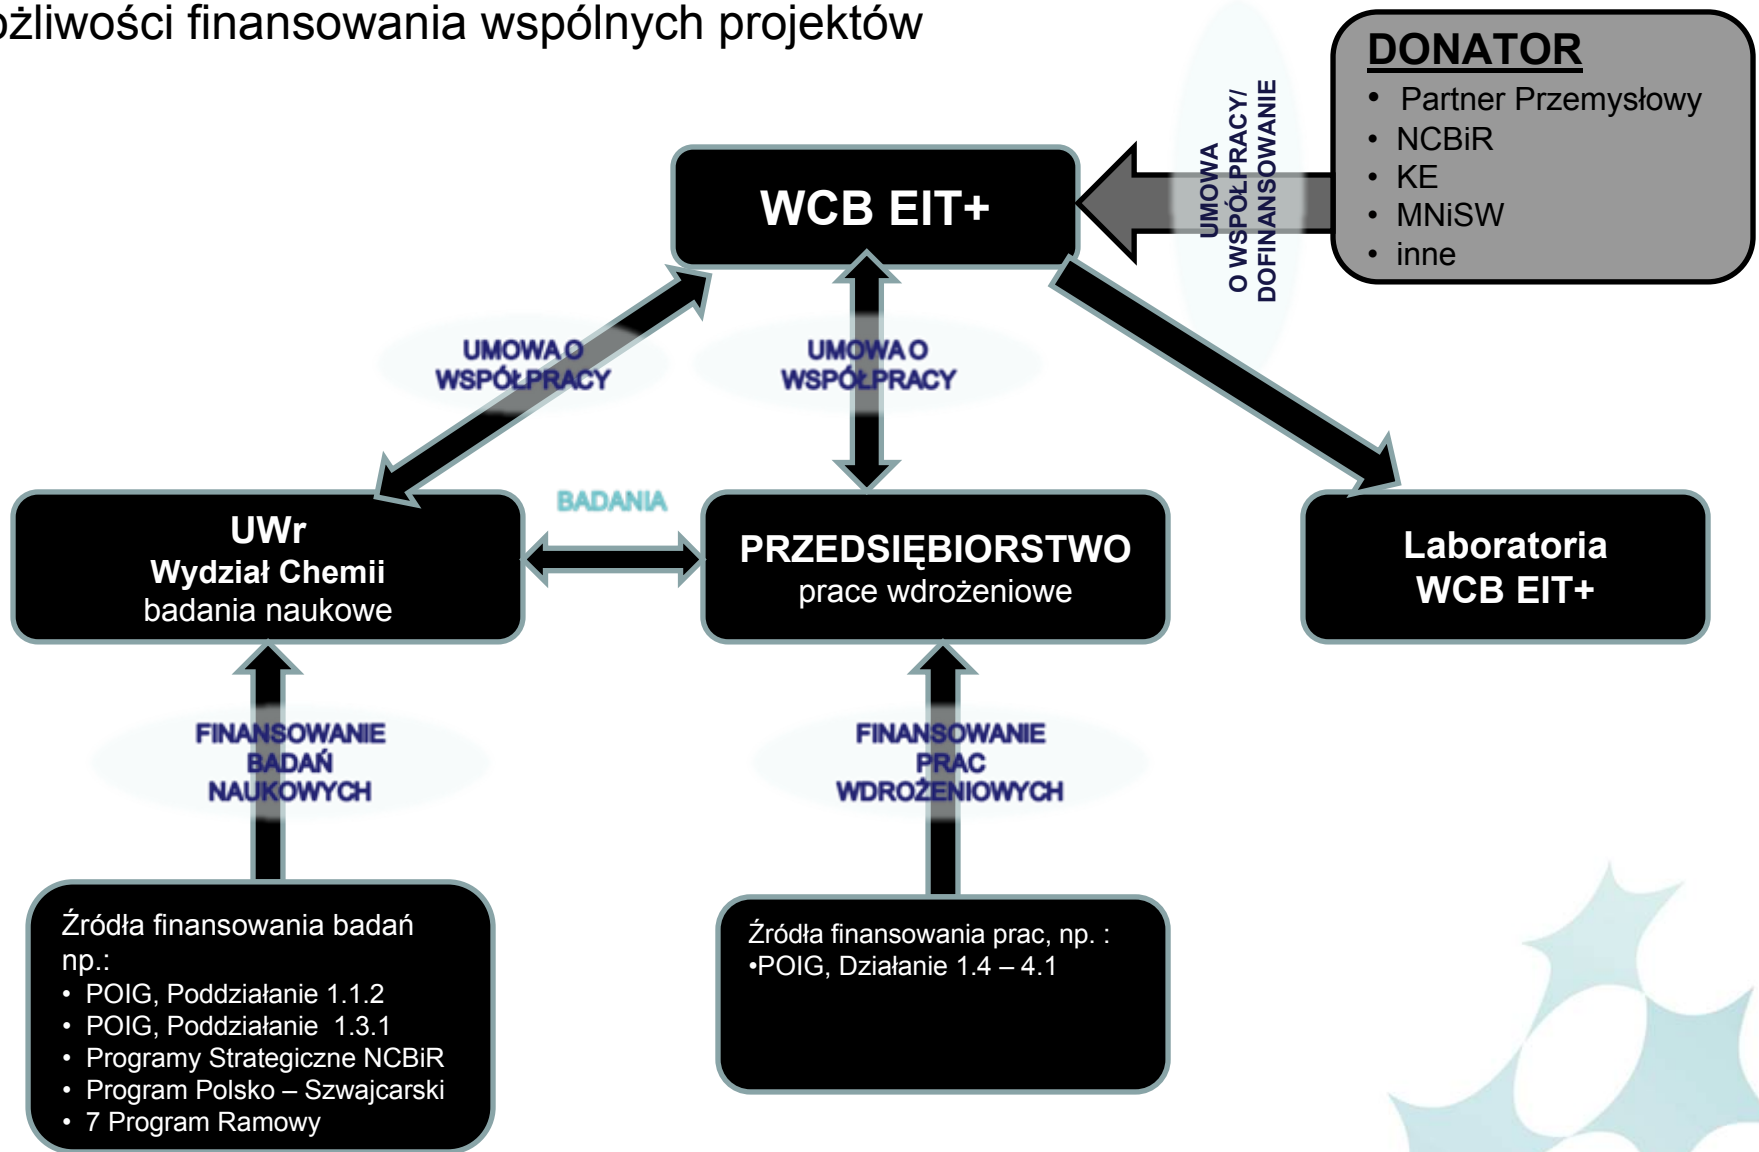 ożliwości finansowania wspólnych projektów
DONATOR
• Partner Przemysłowy
• NCBiR
• KE
• MNiSW
• inne
UMOWA
O WSPÓŁPRACY/
DOFINANSOWANIE
WCB EIT+
UMOWA O
WSPÓŁPRACY
UMOWA O
WSPÓŁPRACY
BADANIA
UWr
Wydział Chemii
badania naukowe
PRZEDSIĘBIORSTWO
prace wdrożeniowe
Laboratoria
WCB EIT+
FINANSOWANIE
BADAŃ
NAUKOWYCH
FINANSOWANIE
PRAC
WDROŻENIOWYCH
Źródła finansowania badań
np.:
• POIG, Poddziałanie 1.1.2
• POIG, Poddziałanie 1.3.1
• Programy Strategiczne NCBiR
• Program Polsko – Szwajcarski
• 7 Program Ramowy
Źródła finansowania prac, np. :
•POIG, Działanie 1.4 – 4.1